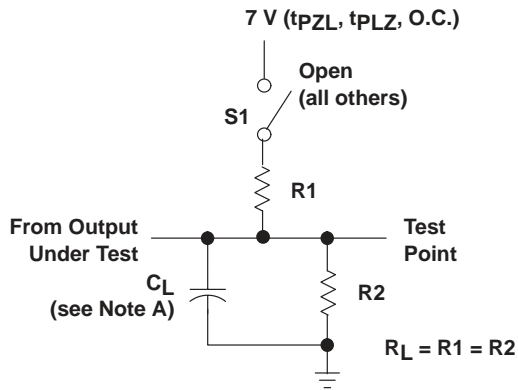 7 V (tPZL, tPLZ, O.C.)
Open
(all others)
S1
R1
From Output
Under Test
Test
Point
CL
(see Note A)
R2
RL = R1 = R2